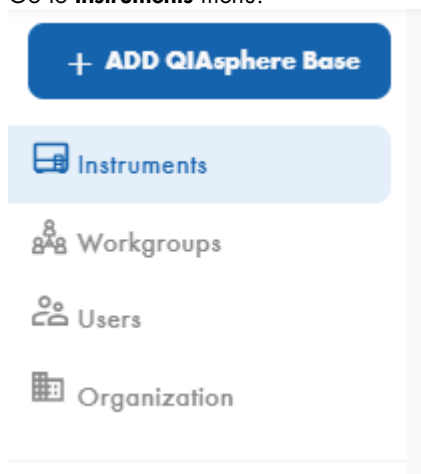 Go to Instruments menu.
+ ADD QIAsphere Base
Instruments
Workgroups
Users
Organization